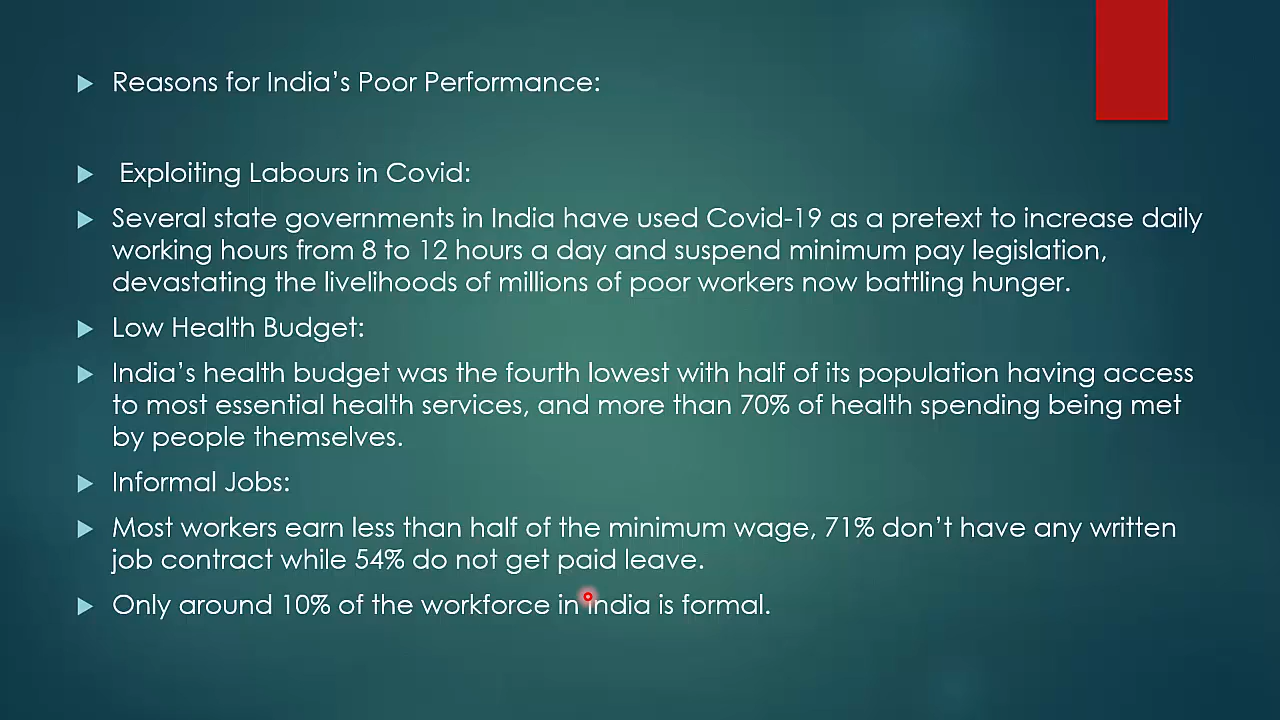 Reasons for India's Poor Performance:
Exploiting Labours in Covid:
Several state governments in India have used Covid-19 as a pretext to increase daily
working hours from 8 to 12 hours a day and suspend minimum pay legislation,
devastating the livelihoods of millions of poor workers now battling hunger.
Low Health Budget:
India's health budget was the fourth lowest with half of its population having access
to most essential health services, and more than 70% of health spending being met
by people themselves.
Informal Jobs:
Most workers earn less than half of the minimum wage, 71% don't have any written
job contract while 54% do not get paid leave.
Only around 10% of the workforce in India is formal.